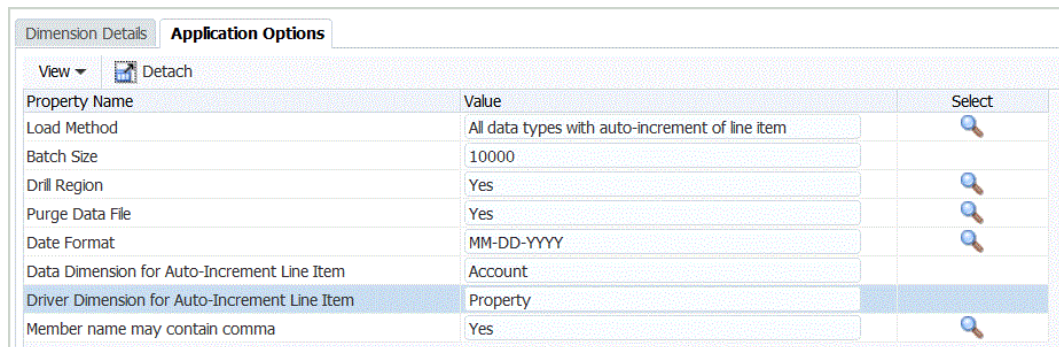 Dimension Details Application Options
View Detach
Property Name Value Select
Load Method All data types with auto-increment of line item
Batch Size 10000
Drill Region Yes
Purge Data File Yes
Date Format MM-DD-YYYY
Data Dimension for Auto-Increment Line Item Account
Driver Dimension for Auto-Increment Line Item Property
Member name may contain comma Yes